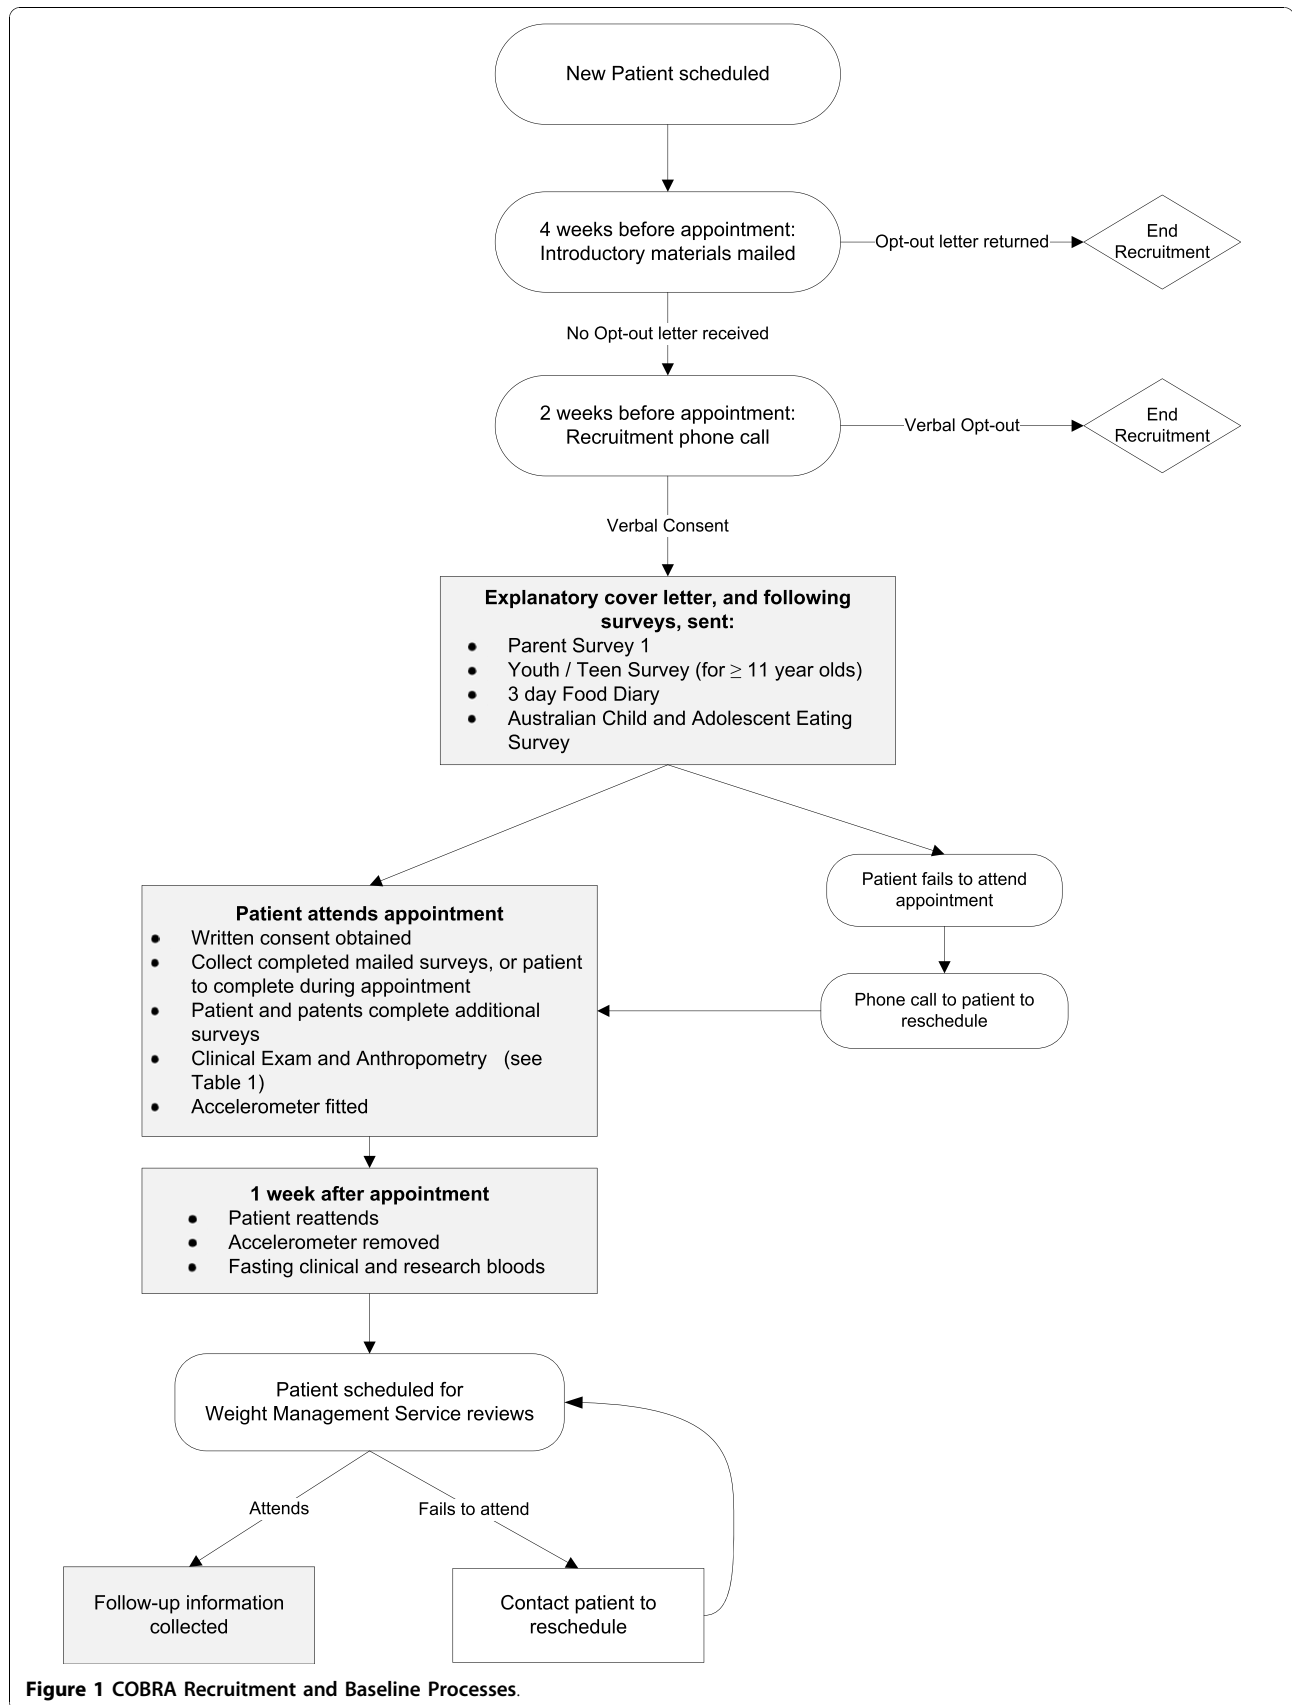 New Patient scheduled
4 weeks before appointment:
Introductory materials mailed
Opt-out letter returned
End
Recruitment
No Opt-out letter received
2 weeks before appointment:
Recruitment phone call
Verbal Opt-out
End
Recruitment
Verbal Consent
Explanatory cover letter, and following
surveys, sent:
● Parent Survey 1
● Youth / Teen Survey (for ≥ 11 year olds)
● 3 day Food Diary
● Australian Child and Adolescent Eating
Survey
Patient fails to attend
appointment
Patient attends appointment
● Written consent obtained
● Collect completed mailed surveys, or patient
to complete during appointment
● Patient and patents complete additional
surveys
● Clinical Exam and Anthropometry (see
Table 1)
● Accelerometer fitted
Phone call to patient to
reschedule
1 week after appointment
● Patient reattends
● Accelerometer removed
● Fasting clinical and research bloods
Patient scheduled for
Weight Management Service reviews
Attends
Fails to attend
Follow-up information
collected
Contact patient to
reschedule
Figure 1 COBRA Recruitment and Baseline Processes.